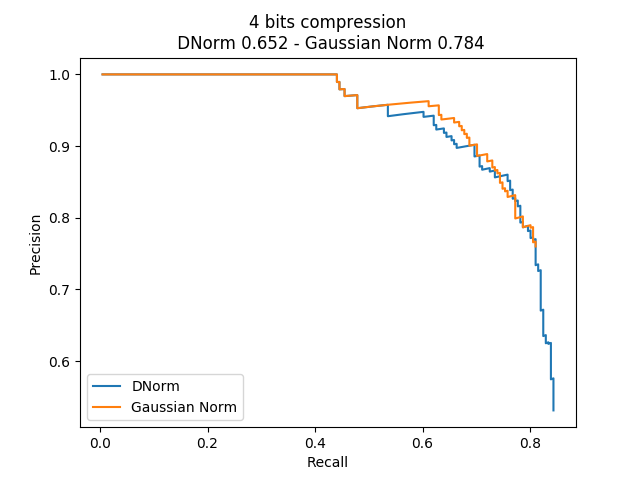 4 bits compression
DNorm 0.652 - Gaussian Norm 0.784
1.0
0.9
0.8
0.7
0.6
Precision
0.0
0.2
0.4
0.6
0.8
Recall
DNorm
Gaussian Norm